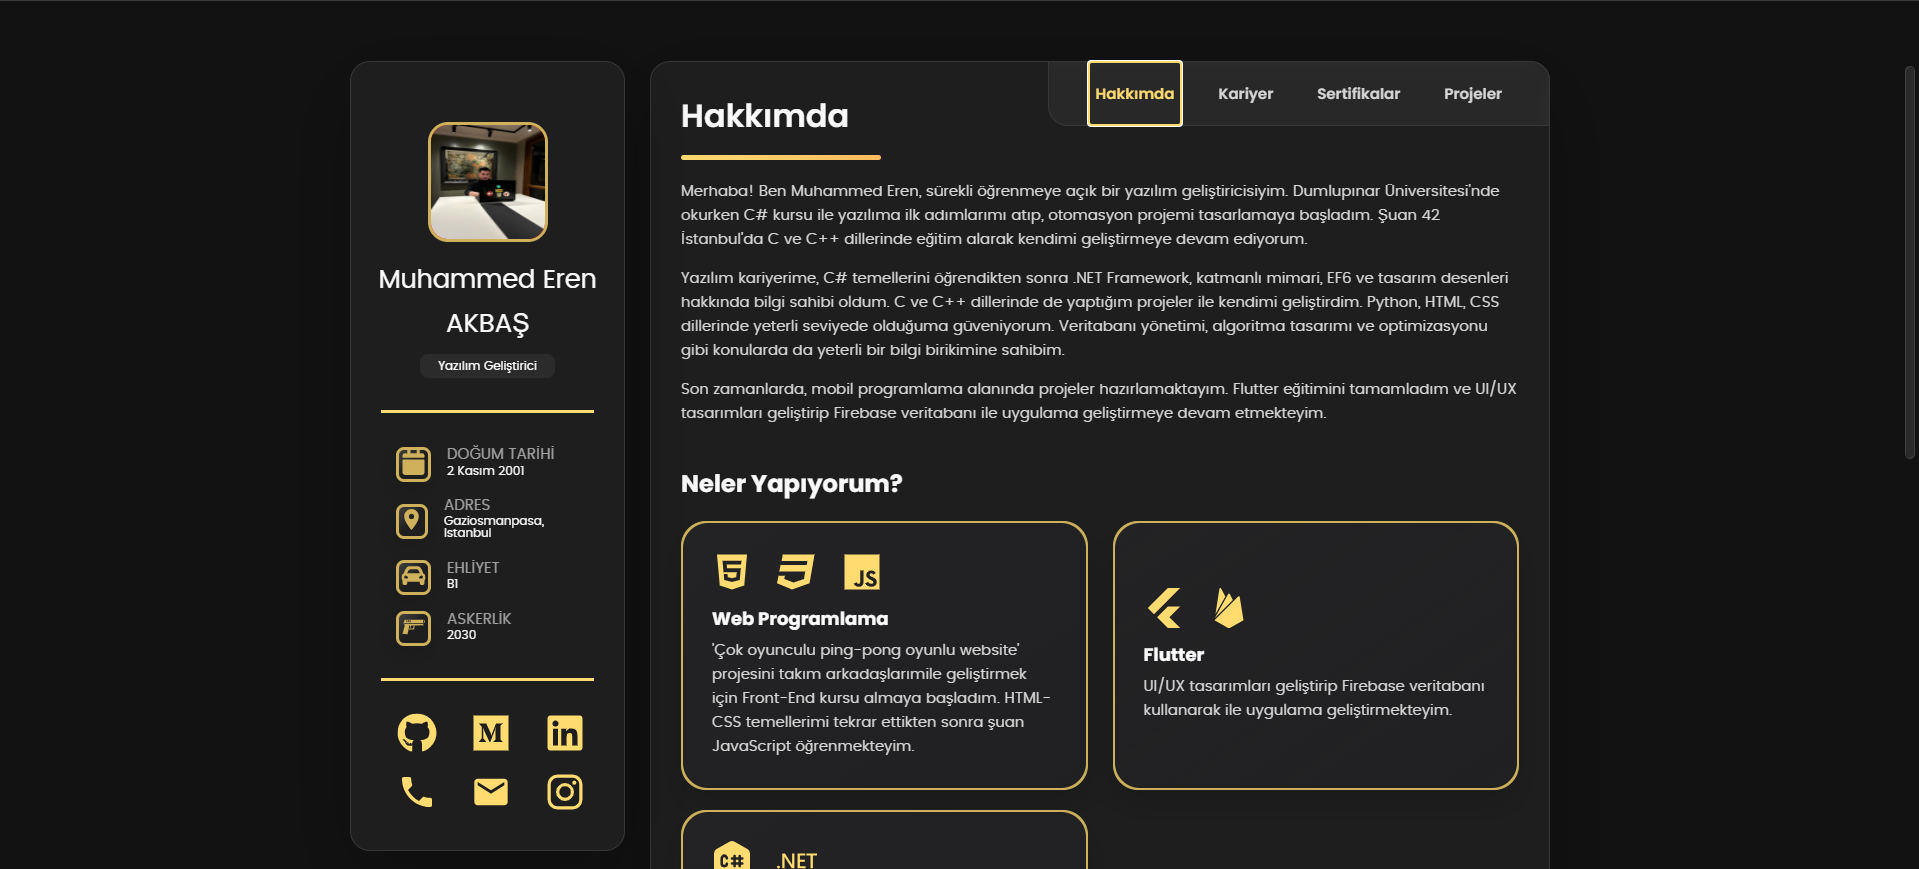 Muhammed Eren
AKBAŞ
Yazılım Geliştirici
DOĞUM TARİHİ
2 Kasım 2001
ADRES
Gaziosmanpasa,
Istanbul
EHLİYET
B1
ASKERLİK
2030
Hakkımda
Kariyer
Sertifikalar
Projeler
Hakkımda
Merhaba! Ben Muhammed Eren, sürekli öğrenmeye açık bir yazılım geliştiricisiyim. Dumlupınar Üniversitesi'nde
okurken C# kursu ile yazılıma ilk adımlarımı atıp, otomasyon projemi tasarlamaya başladım. Şuan 42
İstanbul'da C ve C++ dillerinde eğitim alarak kendimi geliştirmeye devam ediyorum.
Yazılım kariyerime, C# temellerini öğrendikten sonra .NET Framework, katmanlı mimari, EF6 ve tasarım desenleri
hakkında bilgi sahibi oldum. C ve C++ dillerinde de yaptığım projeler ile kendimi geliştirdim. Python, HTML, CSS
dillerinde yeterli seviyede olduğuma güveniyorum. Veritabanı yönetimi, algoritma tasarımı ve optimizasyonu
gibi konularda da yeterli bir bilgi birikimine sahibim.
Son zamanlarda, mobil programlama alanında projeler hazırlamaktayım. Flutter eğitimini tamamladım ve UI/UX
tasarımları geliştirip Firebase veritabanı ile uygulama geliştirmeye devam etmekteyim.
Neler Yapıyorum?
JS
Web Programlama
'Çok oyunculu ping-pong oyunlu website'
projesini takım arkadaşlarımile geliştirmek
için Front-End kursu almaya başladım. HTML-
CSS temellerimi tekrar ettikten sonra şuan
JavaScript öğrenmekteyim.
Flutter
UI/UX tasarımları geliştirip Firebase veritabanı
kullanarak ile uygulama geliştirmekteyim.
C# .NET